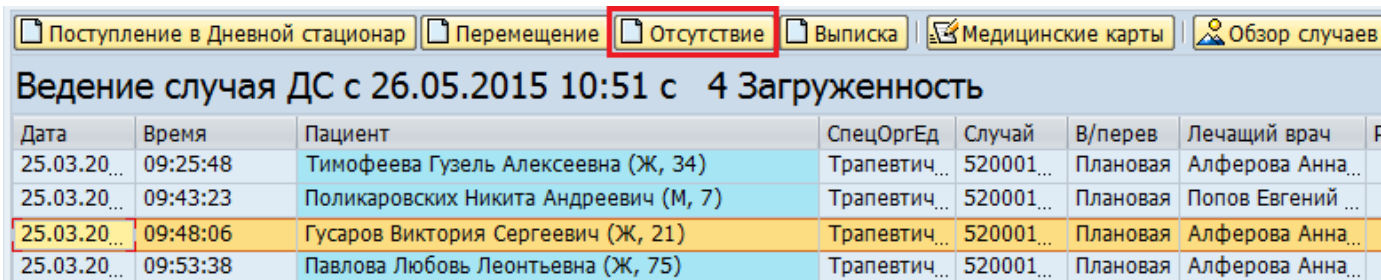 Поступление в Дневной стационар Перемещение Отсутствие Выписка Медицинские карты Обзор случаев
Ведение случая ДС с 26.05.2015 10:51 с 4 Загруженность
Дата Время Пациент СпецОргЕд Случай В/перев Лечащий врач
25.03.20... 09:25:48 Тимофеева Гузель Алексеевна (Ж, 34) Трапевтич... 520001... Плановая Алферова Анна...
25.03.20... 09:43:23 Поликаровских Никита Андреевич (М, 7) Трапевтич... 520001... Плановая Попов Евгений ...
25.03.20... 09:48:06 Гусаров Виктория Сергеевич (Ж, 21) Трапевтич... 520001... Плановая Алферова Анна...
25.03.20... 09:53:38 Павлова Любовь Леонтьевна (Ж, 75) Трапевтич... 520001... Плановая Алферова Анна...